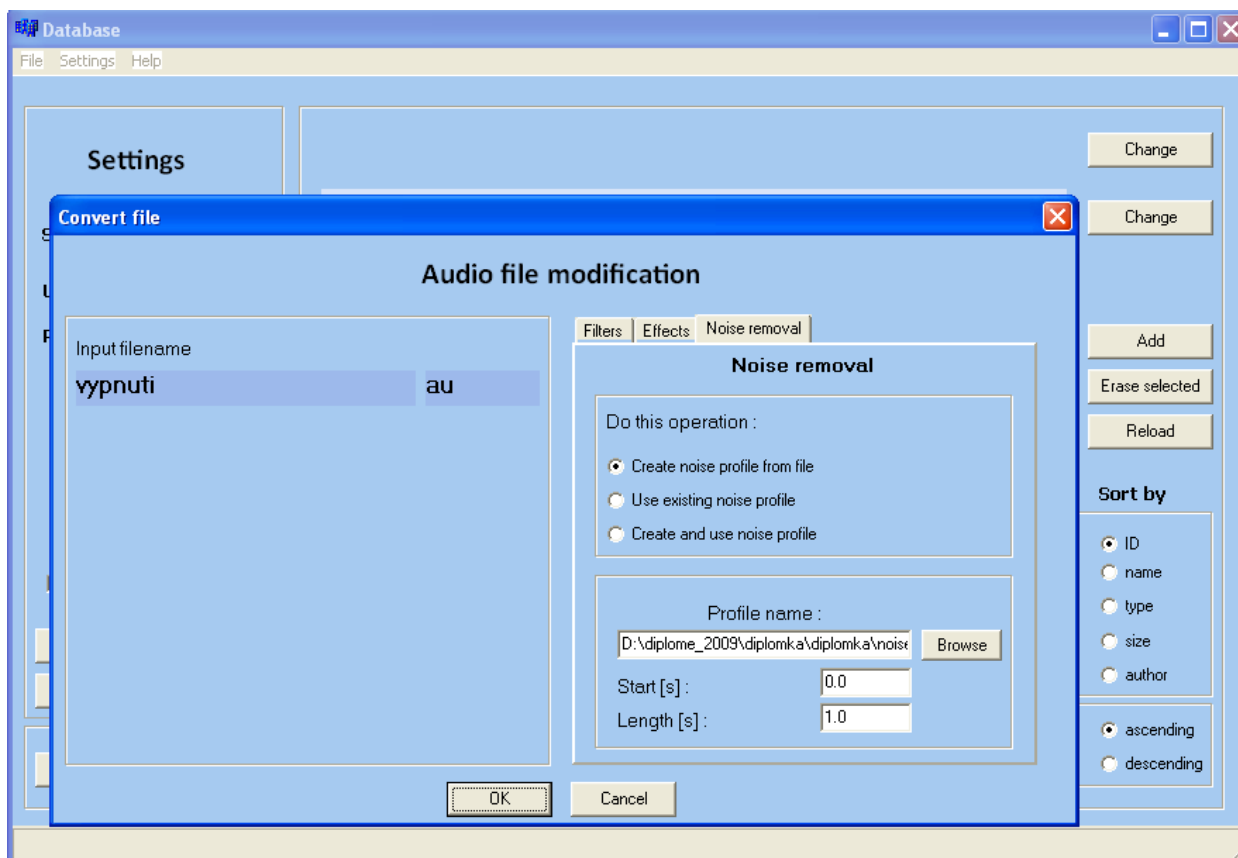 Database
File Settings Help
Settings
Change
Change
Convert file
Audio file modification
Input filename
vypnuti au
Filters Effects Noise removal
Noise removal
Do this operation :
Create noise profile from file
Use existing noise profile
Create and use noise profile
Profile name :
D:\diplome_2009\diplomka\diplomka\noise
Browse
Start [s] :
0.0
Length [s] :
1.0
OK
Cancel
Add
Erase selected
Reload
Sort by
ID
name
type
size
author
ascending
descending